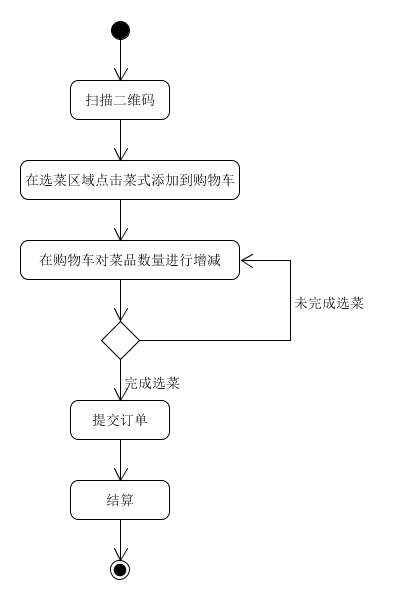 扫描二维码
在选菜区域点击菜式添加到购物车
在购物车对菜品数量进行增减
未完成选菜
完成选菜
提交订单
结算